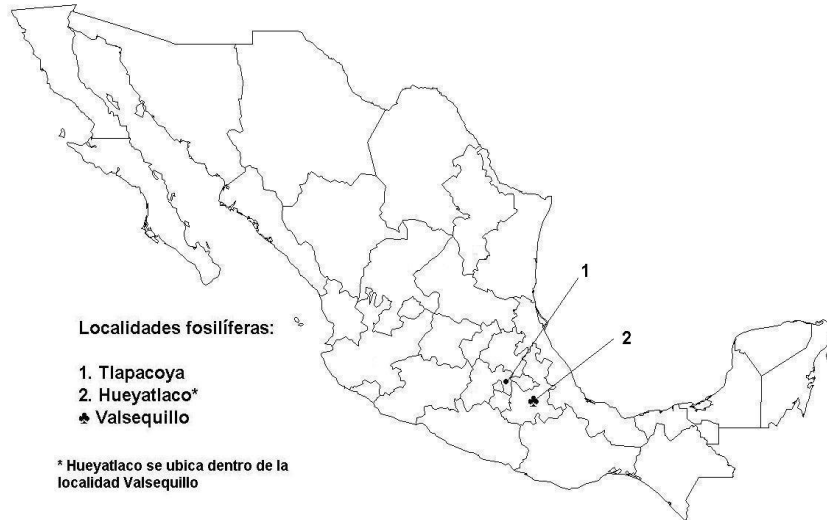 1
2
Localidades fosilíferas:
1. Tlapacoya
2. Hueyatlaco*
♣ Valsequillo
* Hueyatlaco se ubica dentro de la
localidad Valsequillo